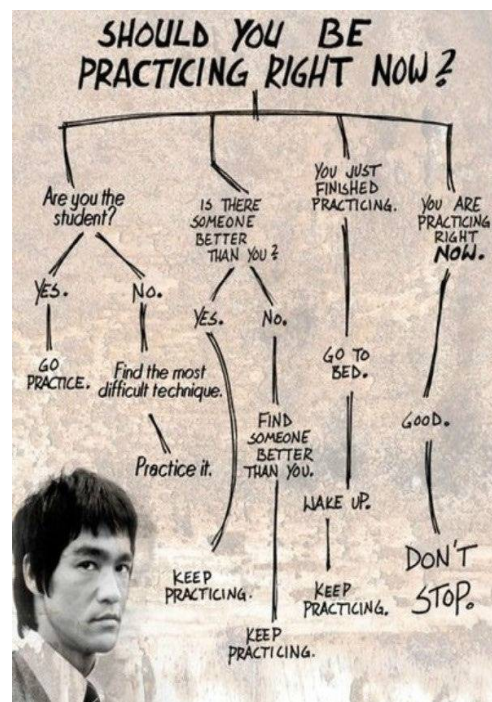 SHOULD YOU BE
PRACTICING RIGHT NOW?
Are you the
student?
YES.
NO.
GO
PRACTICE.
Find the most
difficult technique.
Practice it.
IS THERE
SOMEONE
BETTER
THAN YOU?
YES.
NO.
KEEP
PRACTICING.
FIND
SOMEONE
BETTER
THAN YOU.
KEEP
PRACTICING.
YOU JUST
FINISHED
PRACTICING.
GO TO
BED.
WAKE UP.
KEEP
PRACTICING.
YOU ARE
PRACTICING
RIGHT
NOW.
GOOD.
DON'T
STOP.